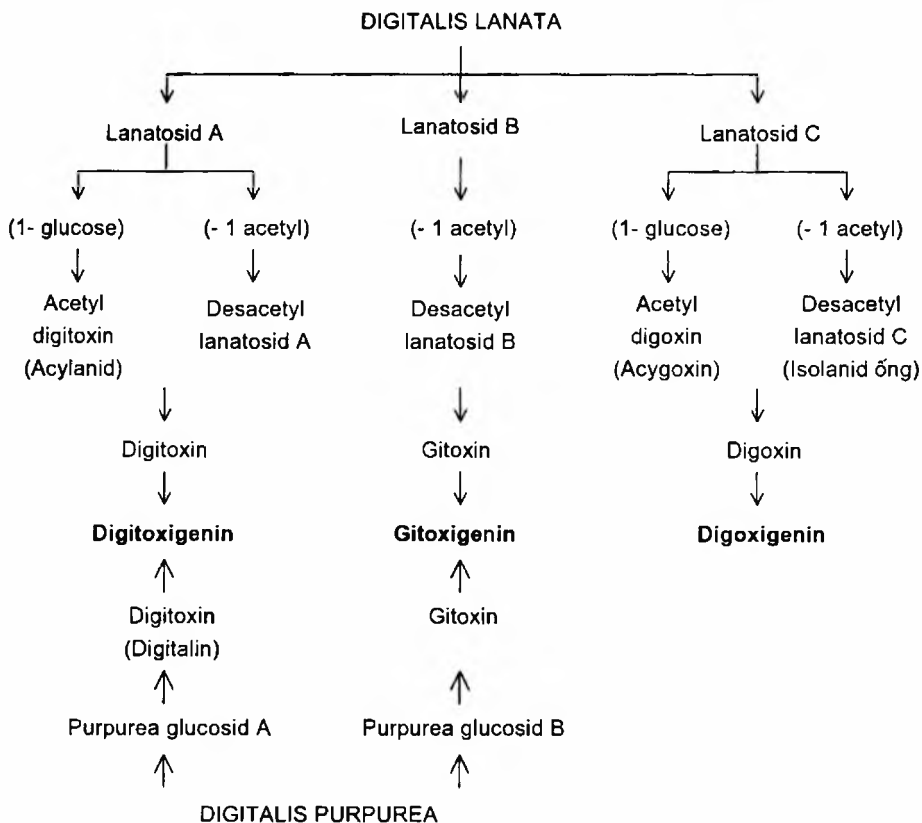 DIGITALIS LANATA
Lanatosid A
Lanatosid B
Lanatosid C
(1- glucose)
(- 1 acetyl)
(- 1 acetyl)
(1- glucose)
(- 1 acetyl)
Acetyl
digitoxin
(Acylanid)
Desacetyl
lanatosid A
Desacetyl
lanatosid B
Acetyl
digoxin
(Acygoxin)
Desacetyl
lanatosid C
(Isolanid ống)
Digitoxin
Gitoxin
Digoxin
Digitoxigenin
Gitoxigenin
Digoxigenin
Digitoxin
(Digitalin)
Gitoxin
Purpurea glucosid A
Purpurea glucosid B
DIGITALIS PURPUREA